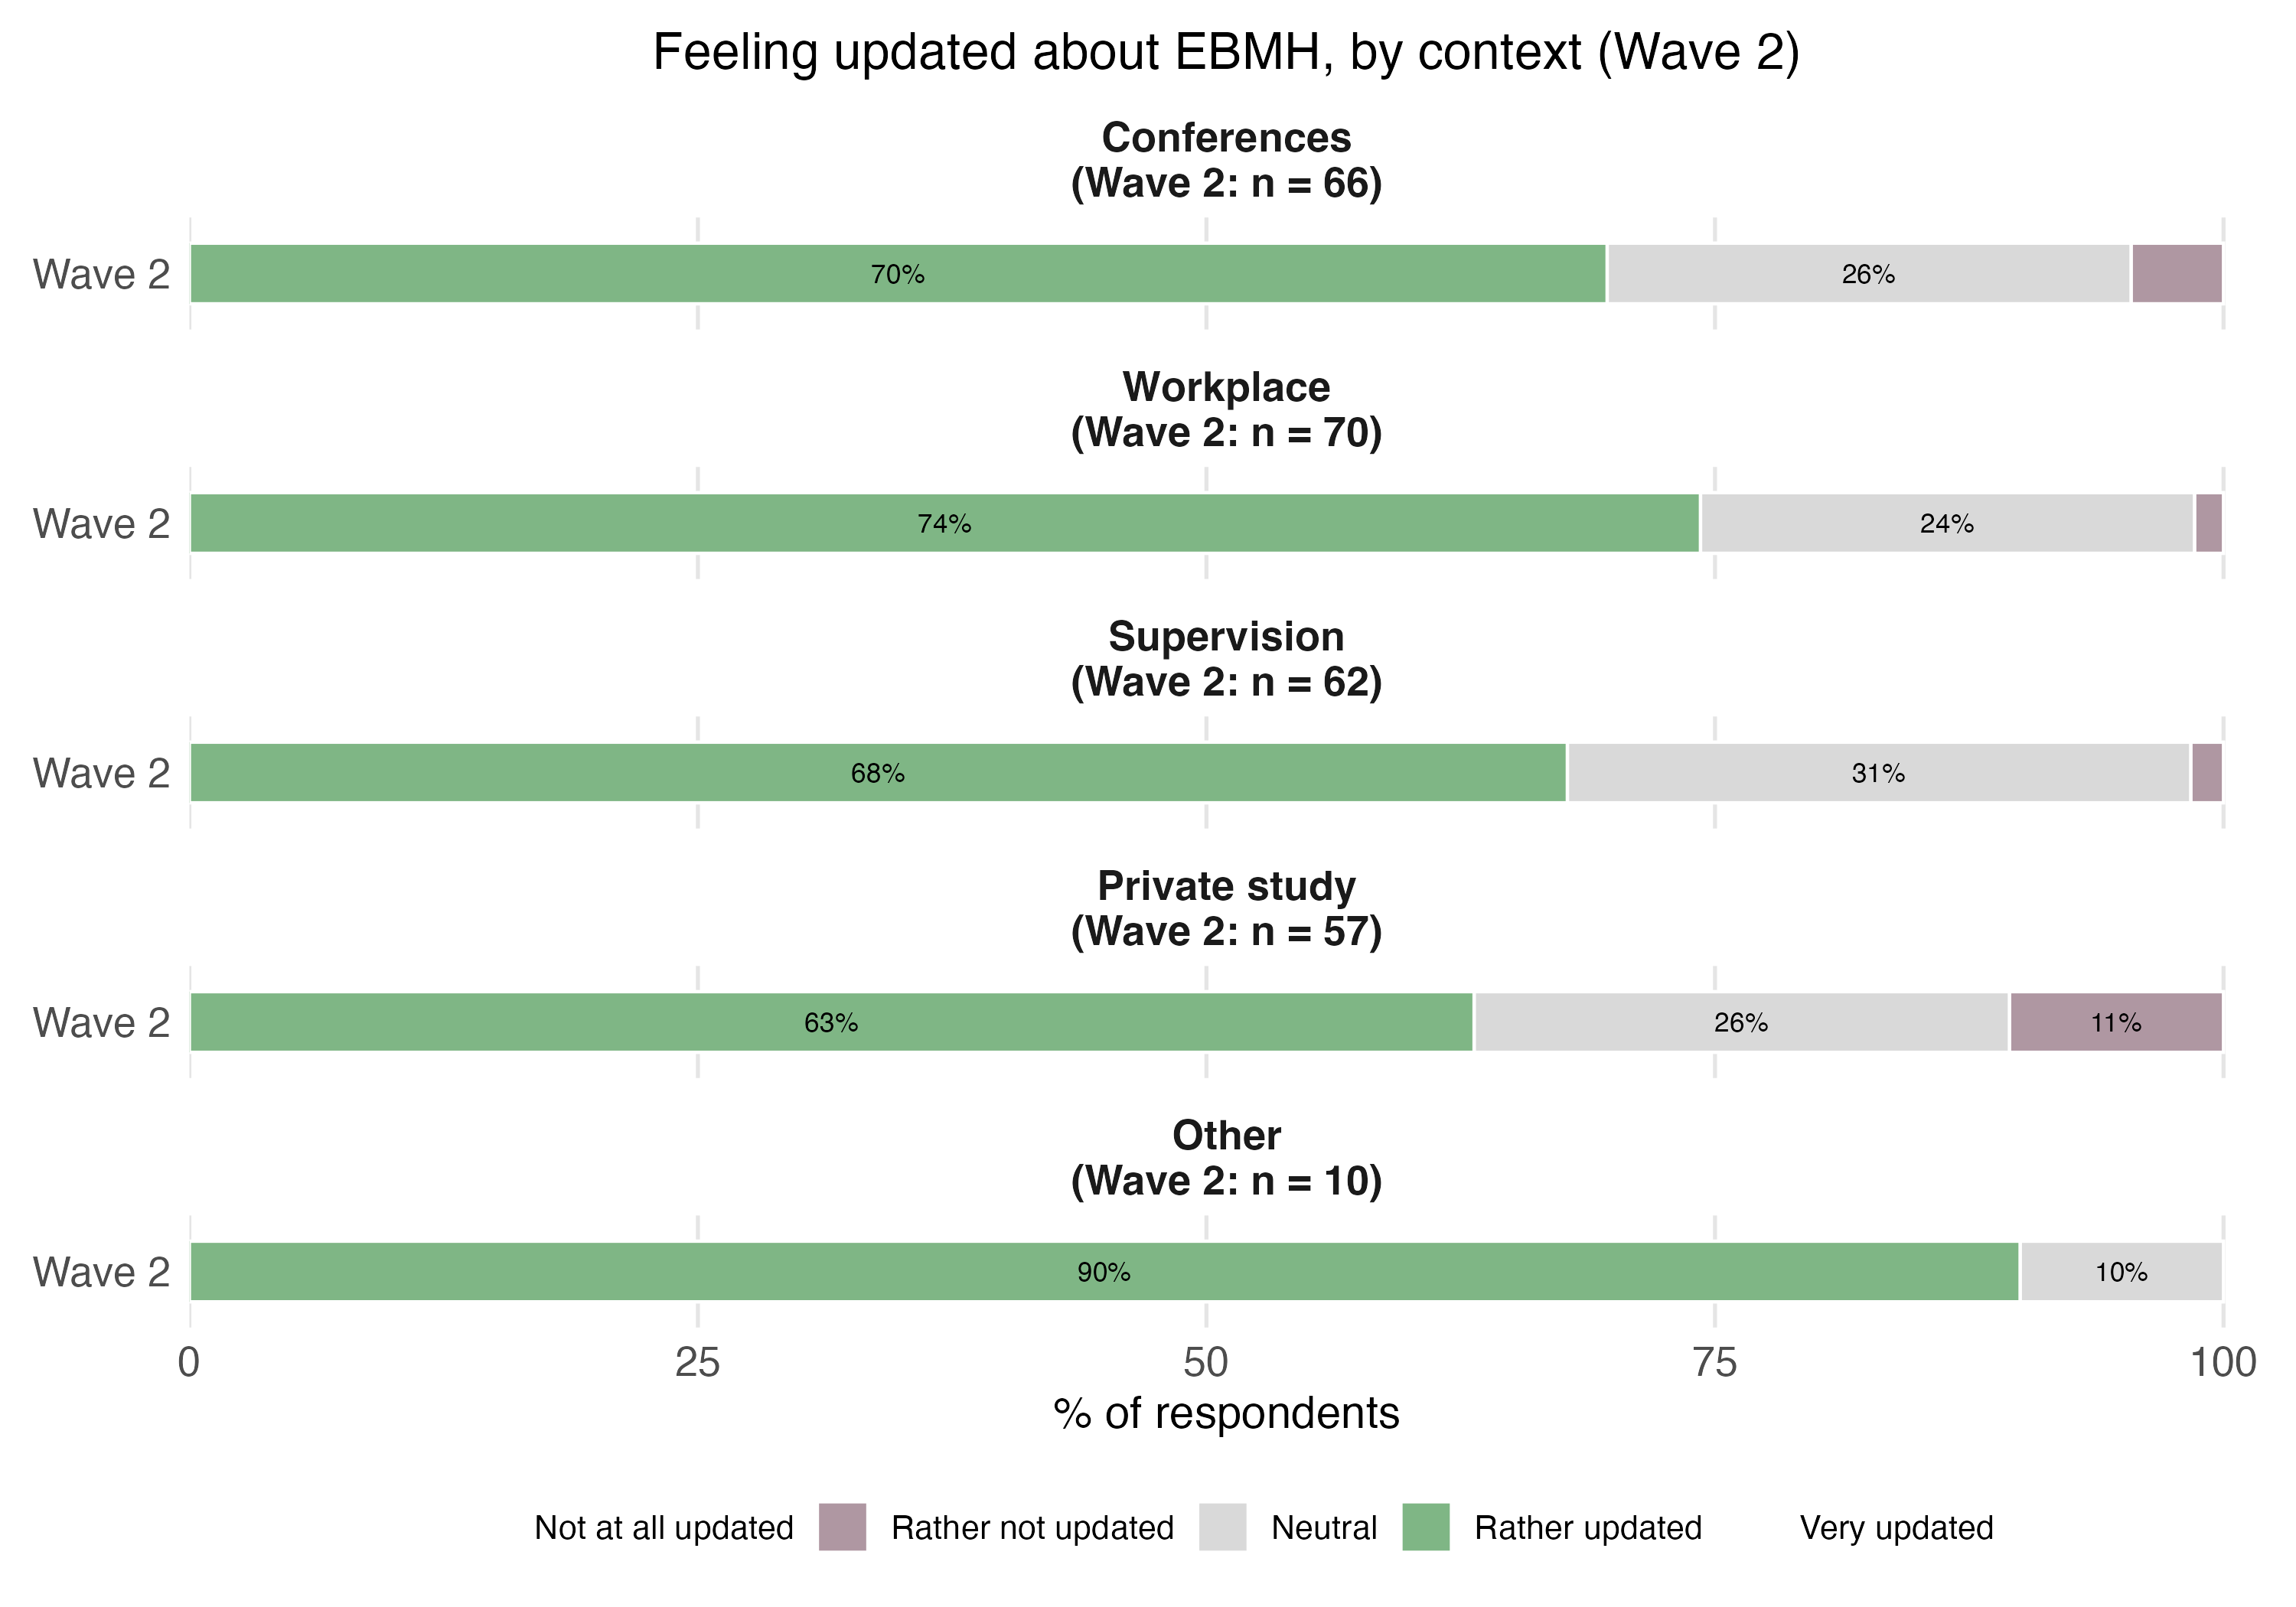 Feeling updated about EBMH, by context (Wave 2)
Conferences
(Wave 2: n = 66)
Wave 2
70%
26%
Workplace
(Wave 2: n = 70)
Wave 2
74%
24%
Supervision
(Wave 2: n = 62)
Wave 2
68%
31%
Private study
(Wave 2: n = 57)
Wave 2
63%
26%
11%
Other
(Wave 2: n = 10)
Wave 2
90%
10%
0 25 50 75 100
% of respondents
Not at all updated Rather not updated Neutral Rather updated Very updated